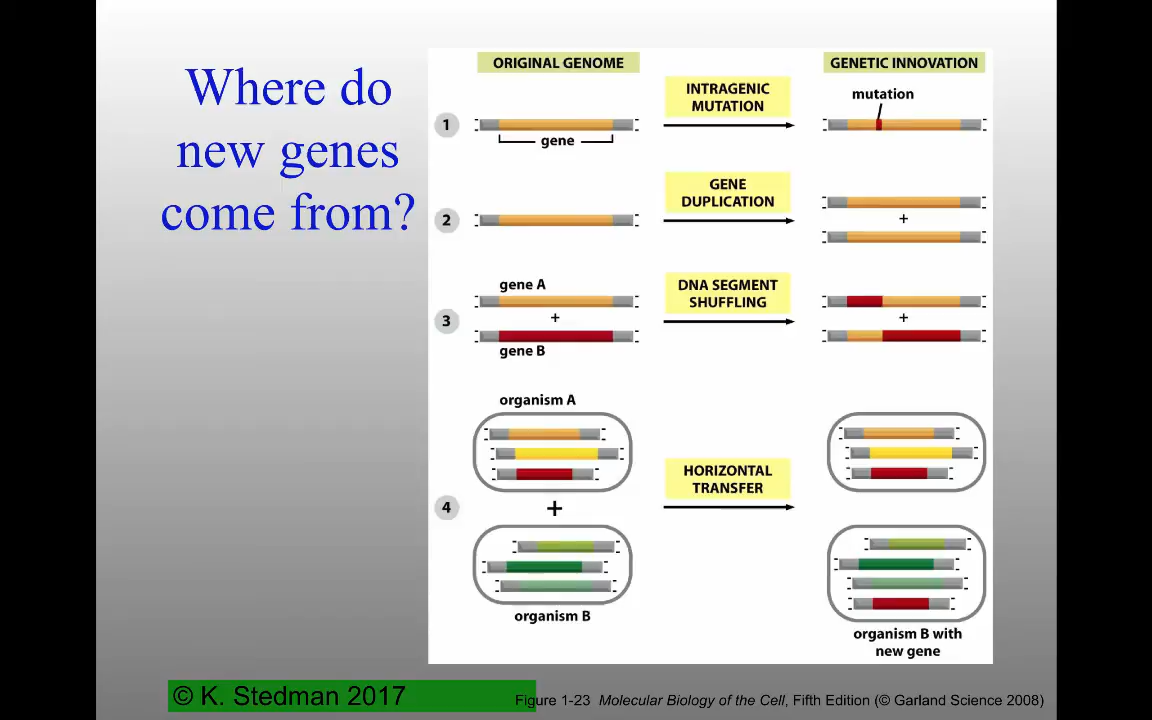 Where do
new genes
come from?
ORIGINAL GENOME
GENETIC INNOVATION
INTRAGENIC
MUTATION
mutation
1
gene
GENE
DUPLICATION
2
+
gene A
DNA SEGMENT
SHUFFLING
+
+
3
gene B
organism A
HORIZONTAL
TRANSFER
4
+
organism B
organism B with
new gene
© K. Stedman 2017
Figure 1-23 Molecular Biology of the Cell, Fifth Edition (© Garland Science 2008)